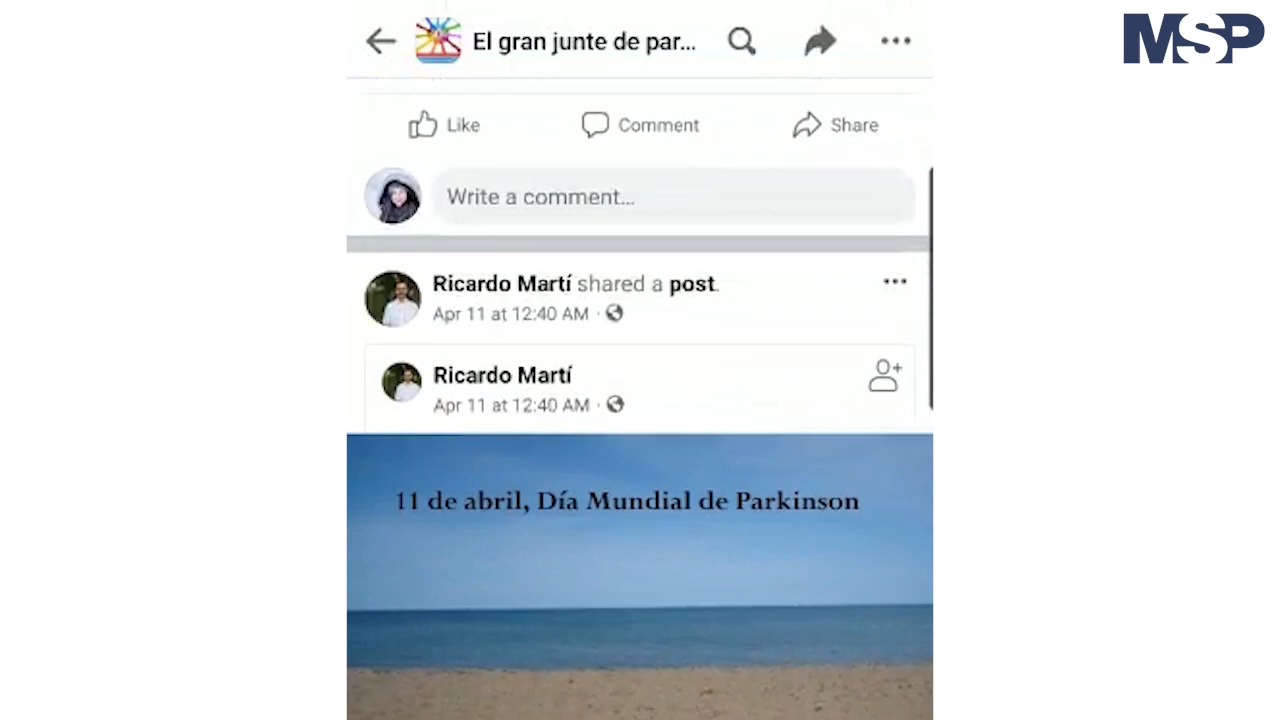 MSP
El gran junte de par...
Like
Comment
Share
Write a comment...
Ricardo Martí shared a post.
Apr 11 at 12:40 AM ·
Ricardo Martí
Apr 11 at 12:40 AM ·
11 de abril, Día Mundial de Parkinson